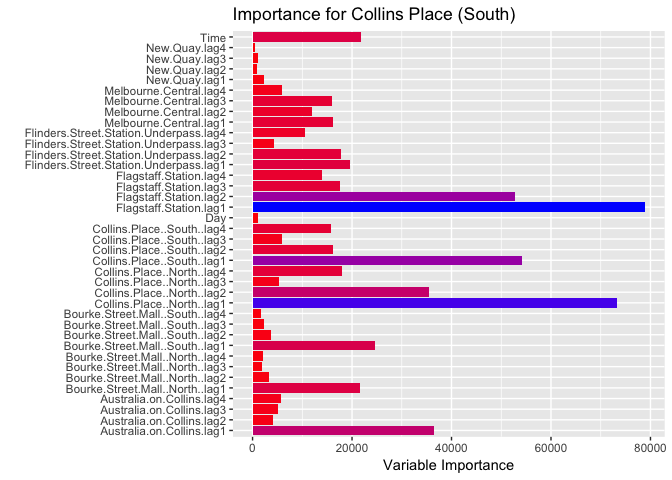 Importance for Collins Place (South)
Time
New.Quay.lag4
New.Quay.lag3
New.Quay.lag2
New.Quay.lag1
Melbourne.Central.lag4
Melbourne.Central.lag3
Melbourne.Central.lag2
Melbourne.Central.lag1
Flinders.Street.Station.Underpass.lag4
Flinders.Street.Station.Underpass.lag3
Flinders.Street.Station.Underpass.lag2
Flinders.Street.Station.Underpass.lag1
Flagstaff.Station.lag4
Flagstaff.Station.lag3
Flagstaff.Station.lag2
Flagstaff.Station.lag1
Day
Collins.Place..South..lag4
Collins.Place..South..lag3
Collins.Place..South..lag2
Collins.Place..South..lag1
Collins.Place..North..lag4
Collins.Place..North..lag3
Collins.Place..North..lag2
Collins.Place..North..lag1
Bourke.Street.Mall..South..lag4
Bourke.Street.Mall..South..lag3
Bourke.Street.Mall..South..lag2
Bourke.Street.Mall..South..lag1
Bourke.Street.Mall..North..lag4
Bourke.Street.Mall..North..lag3
Bourke.Street.Mall..North..lag2
Bourke.Street.Mall..North..lag1
Australia.on.Collins.lag4
Australia.on.Collins.lag3
Australia.on.Collins.lag2
Australia.on.Collins.lag1
0 20000 40000 60000 80000
Variable Importance